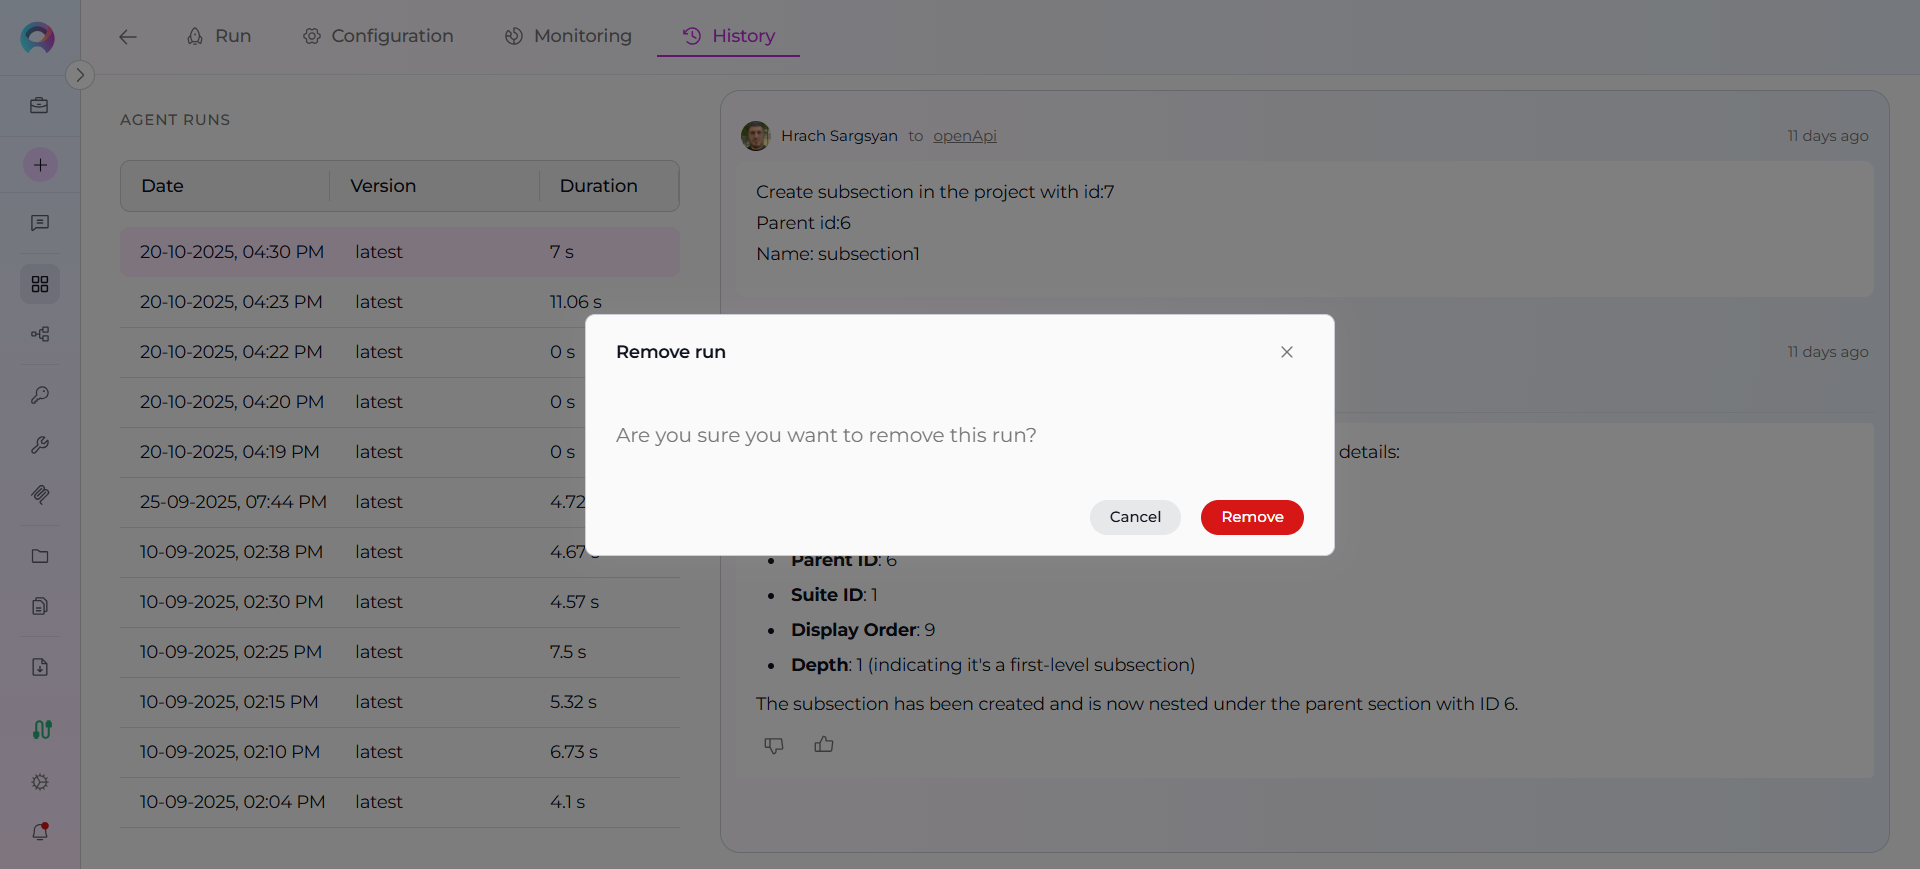 Run
Configuration
Monitoring
History
AGENT RUNS
Date Version Duration
20-10-2025, 04:30 PM latest 7 s
20-10-2025, 04:23 PM latest 11.06 s
20-10-2025, 04:22 PM latest 0 s
20-10-2025, 04:20 PM latest 0 s
20-10-2025, 04:19 PM latest 0 s
25-09-2025, 07:44 PM latest 4.72
10-09-2025, 02:38 PM latest 4.67 s
10-09-2025, 02:30 PM latest 4.57 s
10-09-2025, 02:25 PM latest 7.5 s
10-09-2025, 02:15 PM latest 5.32 s
10-09-2025, 02:10 PM latest 6.73 s
10-09-2025, 02:04 PM latest 4.1 s
Hrach Sargsyan to openApi 11 days ago
Create subsection in the project with id:7
Parent id:6
Name: subsection1
11 days ago
details:
Remove run
Are you sure you want to remove this run?
Cancel Remove
• Parent ID: 6
• Suite ID: 1
• Display Order: 9
• Depth: 1 (indicating it's a first-level subsection)
The subsection has been created and is now nested under the parent section with ID 6.